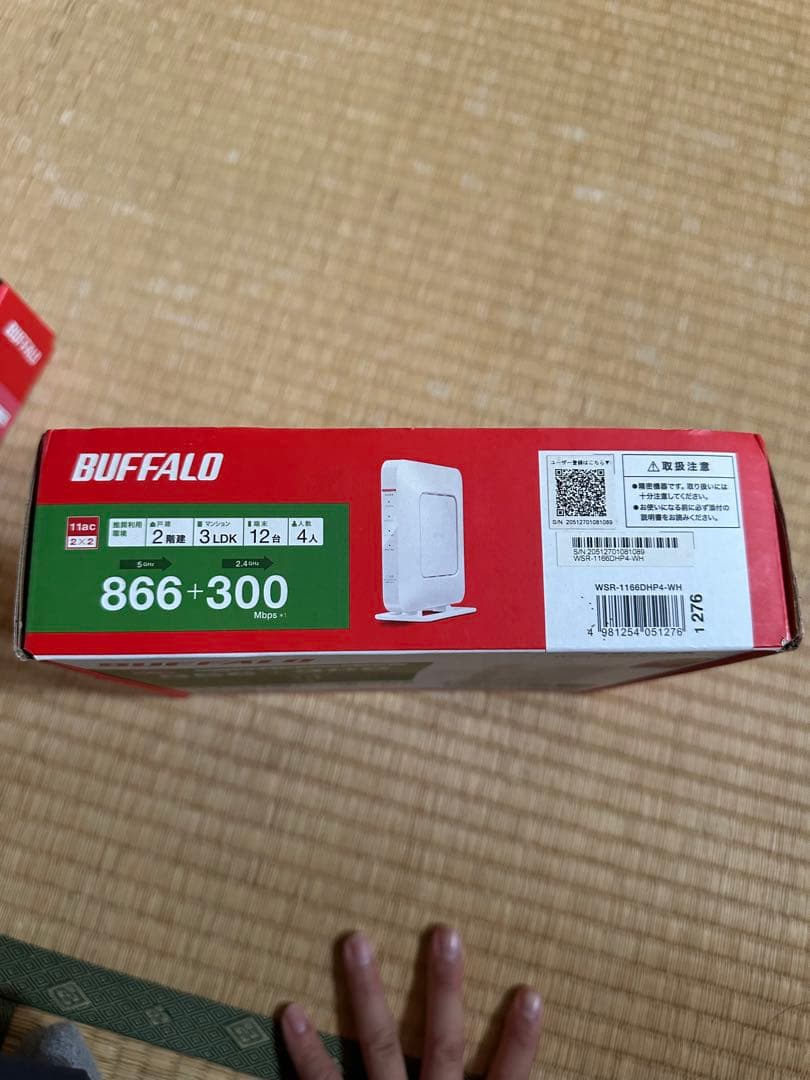 BUFFALO
BUFFALO
11ac
2×2
推奨利用
環境
戸建
2階建
マンション
3LDK
端末
12台
人数
4人
5GHz
2.4GHz
866+300
Mbps ※1
ユーザー登録はこちら▼
S/N 20512701081089
⚠取扱注意
●精密機器です。取り扱いには
十分注意してください。
●お使いになる前に必ず添付の
説明書をお読みください。
S/N 20512701081089
WSR-1166DHP4-WH
WSR-1166DHP4-WH
4 981254 051276
1276
BUFFALO